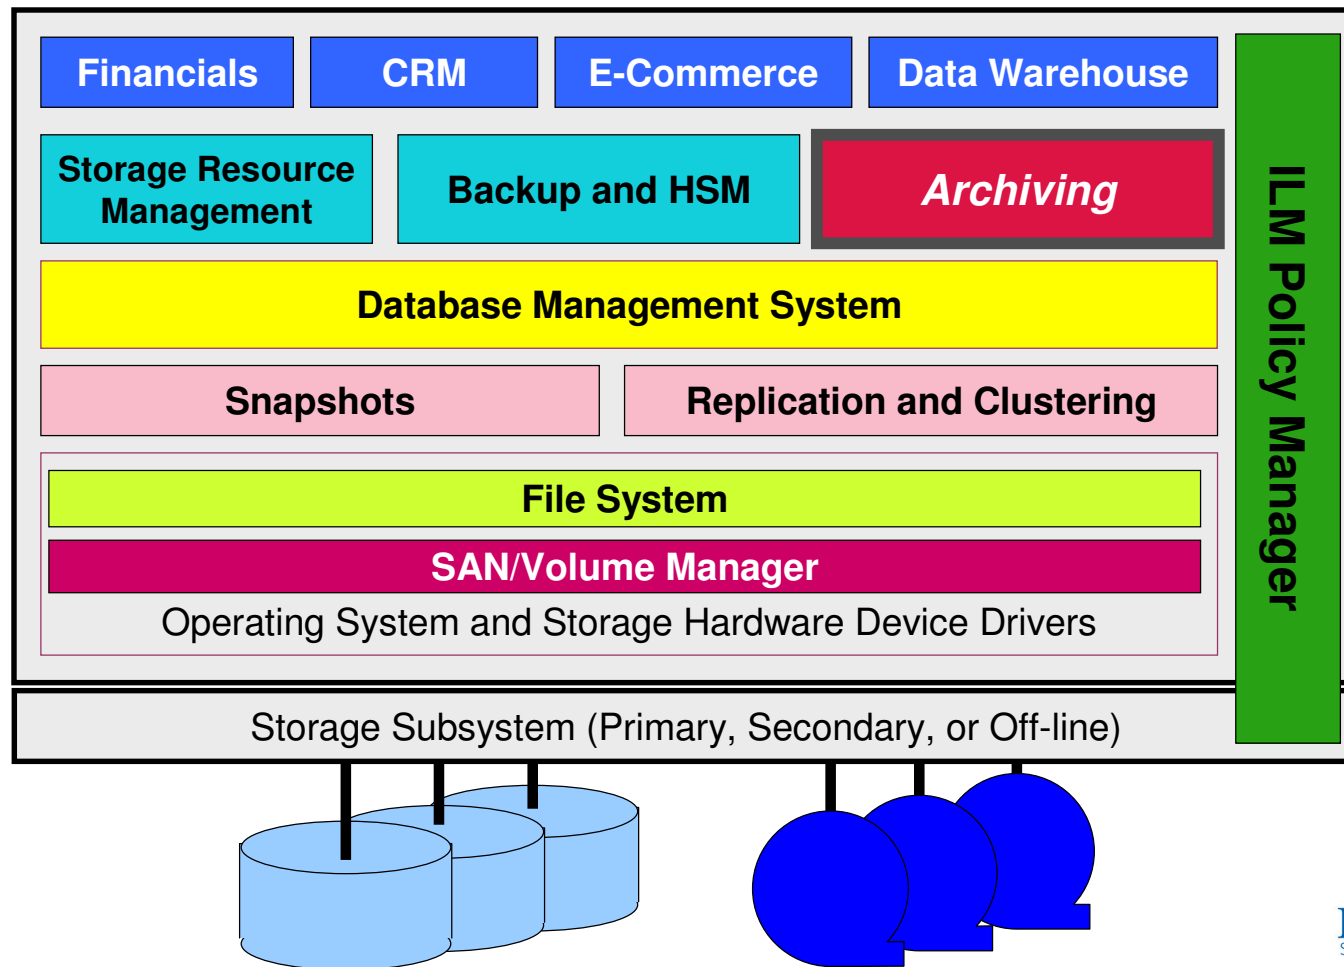 Financials
CRM
E-Commerce
Data Warehouse
Storage Resource
Management
Backup and HSM
Archiving
Database Management System
Snapshots
Replication and Clustering
File System
SAN/Volume Manager
Operating System and Storage Hardware Device Drivers
Storage Subsystem (Primary, Secondary, or Off-line)
ILM Policy Manager